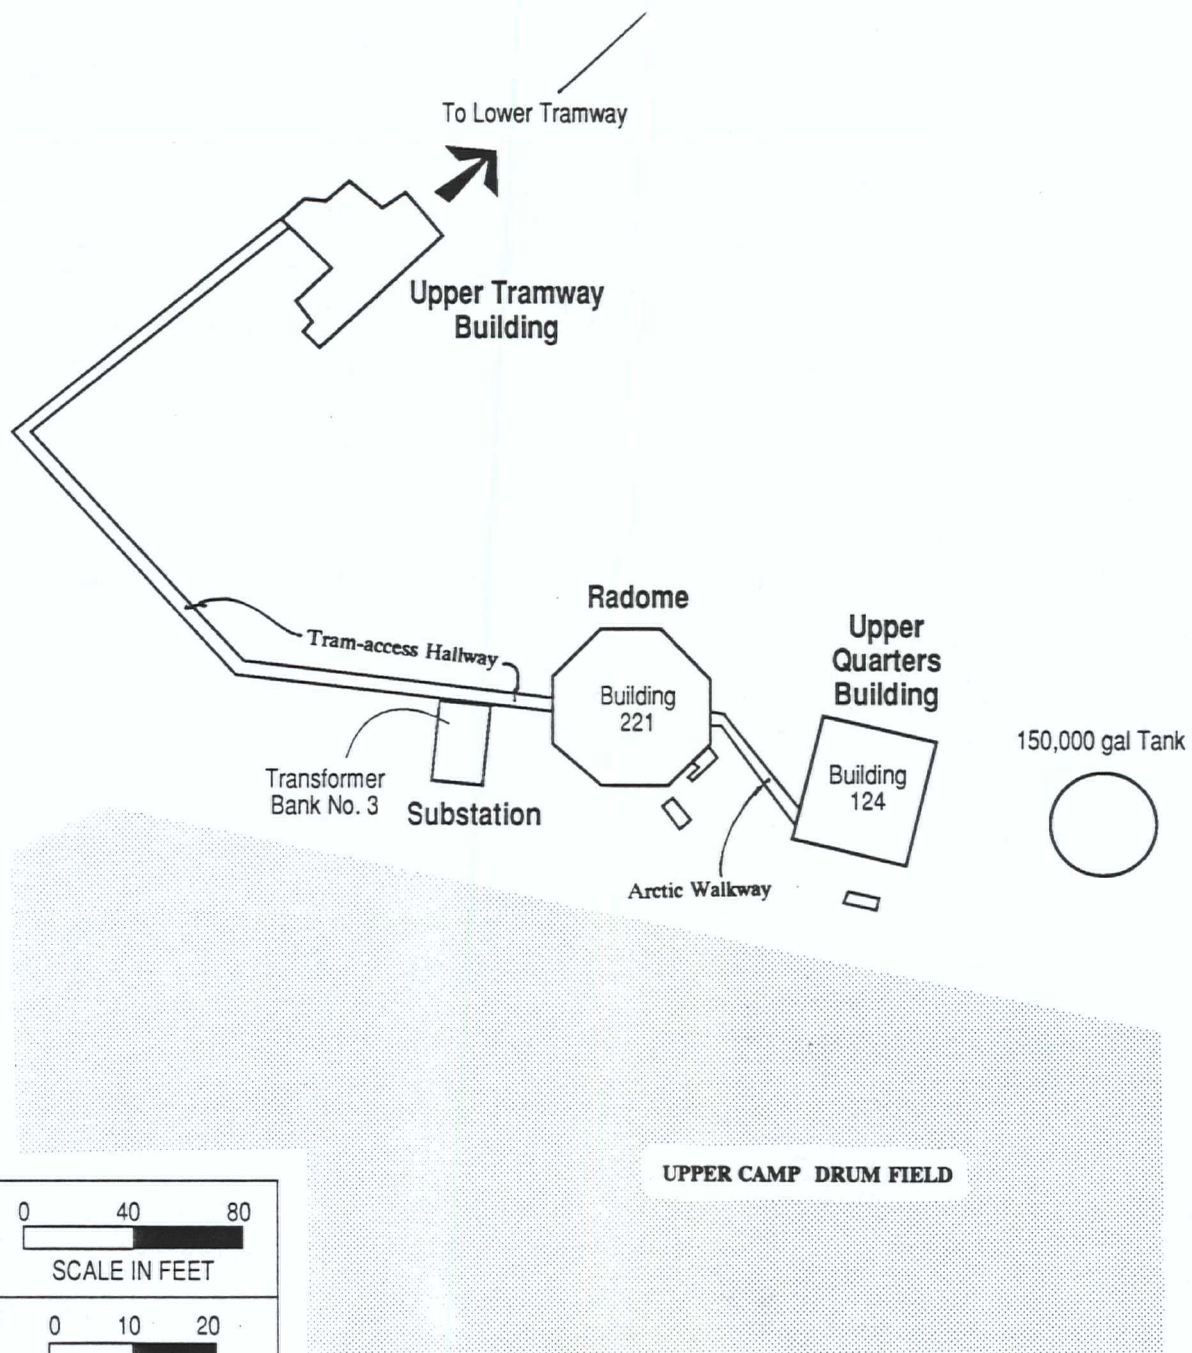 To Lower Tramway
Upper Tramway
Building
Radome
Tram-access Hallway
Building
221
Upper
Quarters
Building
Building
124
150,000 gal Tank
Transformer
Bank No. 3
Substation
Arctic Walkway
UPPER CAMP DRUM FIELD
0 40 80
SCALE IN FEET
0 10 20